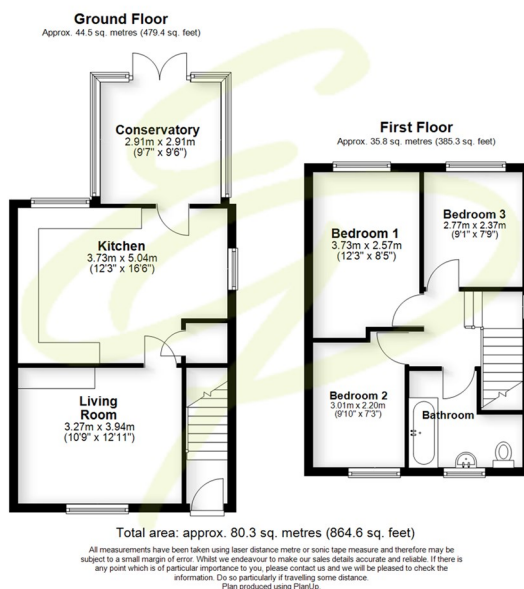 Ground Floor
Approx. 44.5 sq. metres (479.4 sq. feet)
Conservatory
2.91m x 2.91m
(9'7" x 9'6")
Kitchen
3.73m x 5.04m
(12'3" x 16'6")
Living
Room
3.27m x 3.94m
(10'9" x 12'11")
First Floor
Approx. 35.8 sq. metres (385.3 sq. feet)
Bedroom 1
3.73m x 2.57m
(12'3" x 8'5")
Bedroom 3
2.77m x 2.37m
(9'1" x 7'9")
Bedroom 2
3.01m x 2.20m
(9'10" x 7'3")
Bathroom
Total area: approx. 80.3 sq. metres (864.6 sq. feet)
All measurements have been taken using laser distance metre or sonic tape measure and therefore may be
subject to a small margin of error. Whilst we endeavour to make our sales details accurate and reliable. If there is
any point which is of particular importance to you, please contact us and we will be pleased to check the
information. Do so particularly if travelling some distance.
Plan produced using PlanUp.